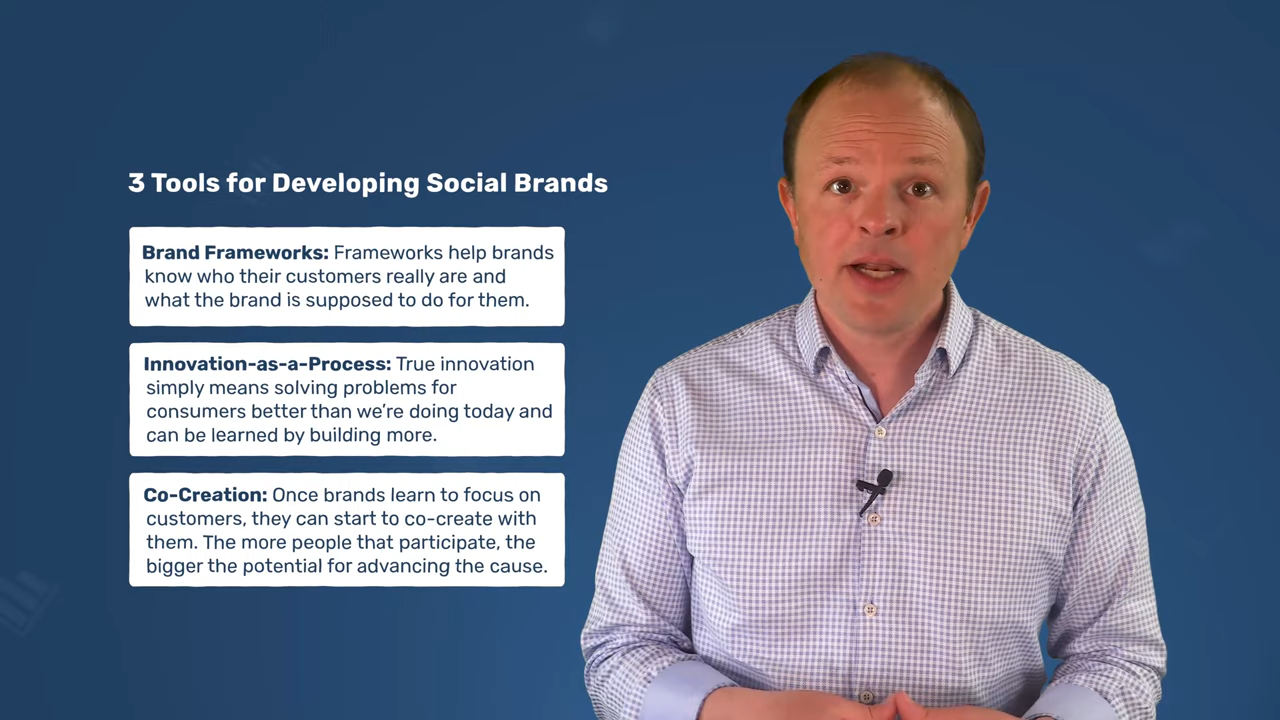 3 Tools for Developing Social Brands
Brand Frameworks: Frameworks help brands
know who their customers really are and
what the brand is supposed to do for them.
Innovation-as-a-Process: True innovation
simply means solving problems for
consumers better than we're doing today and
can be learned by building more.
Co-Creation: Once brands learn to focus on
customers, they can start to co-create with
them. The more people that participate, the
bigger the potential for advancing the cause.